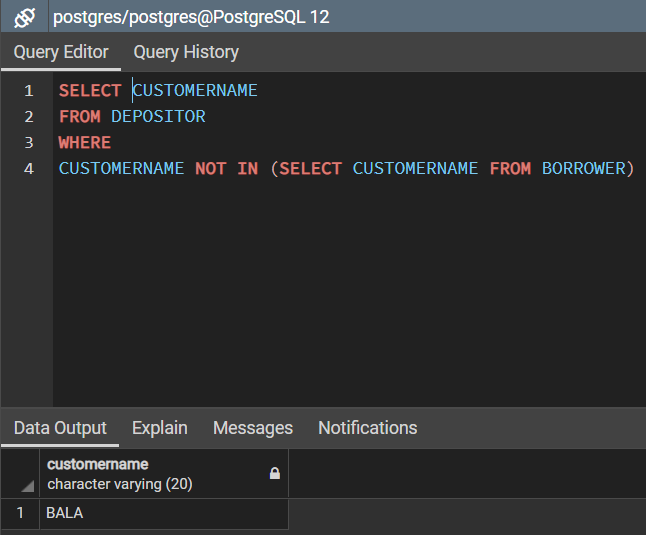 postgres/postgres@PostgreSQL 12
Query Editor Query History
1 SELECT CUSTOMERNAME
2 FROM DEPOSITOR
3 WHERE
4 CUSTOMERNAME NOT IN (SELECT CUSTOMERNAME FROM BORROWER)
Data Output Explain Messages Notifications
customername
character varying (20)
1 BALA